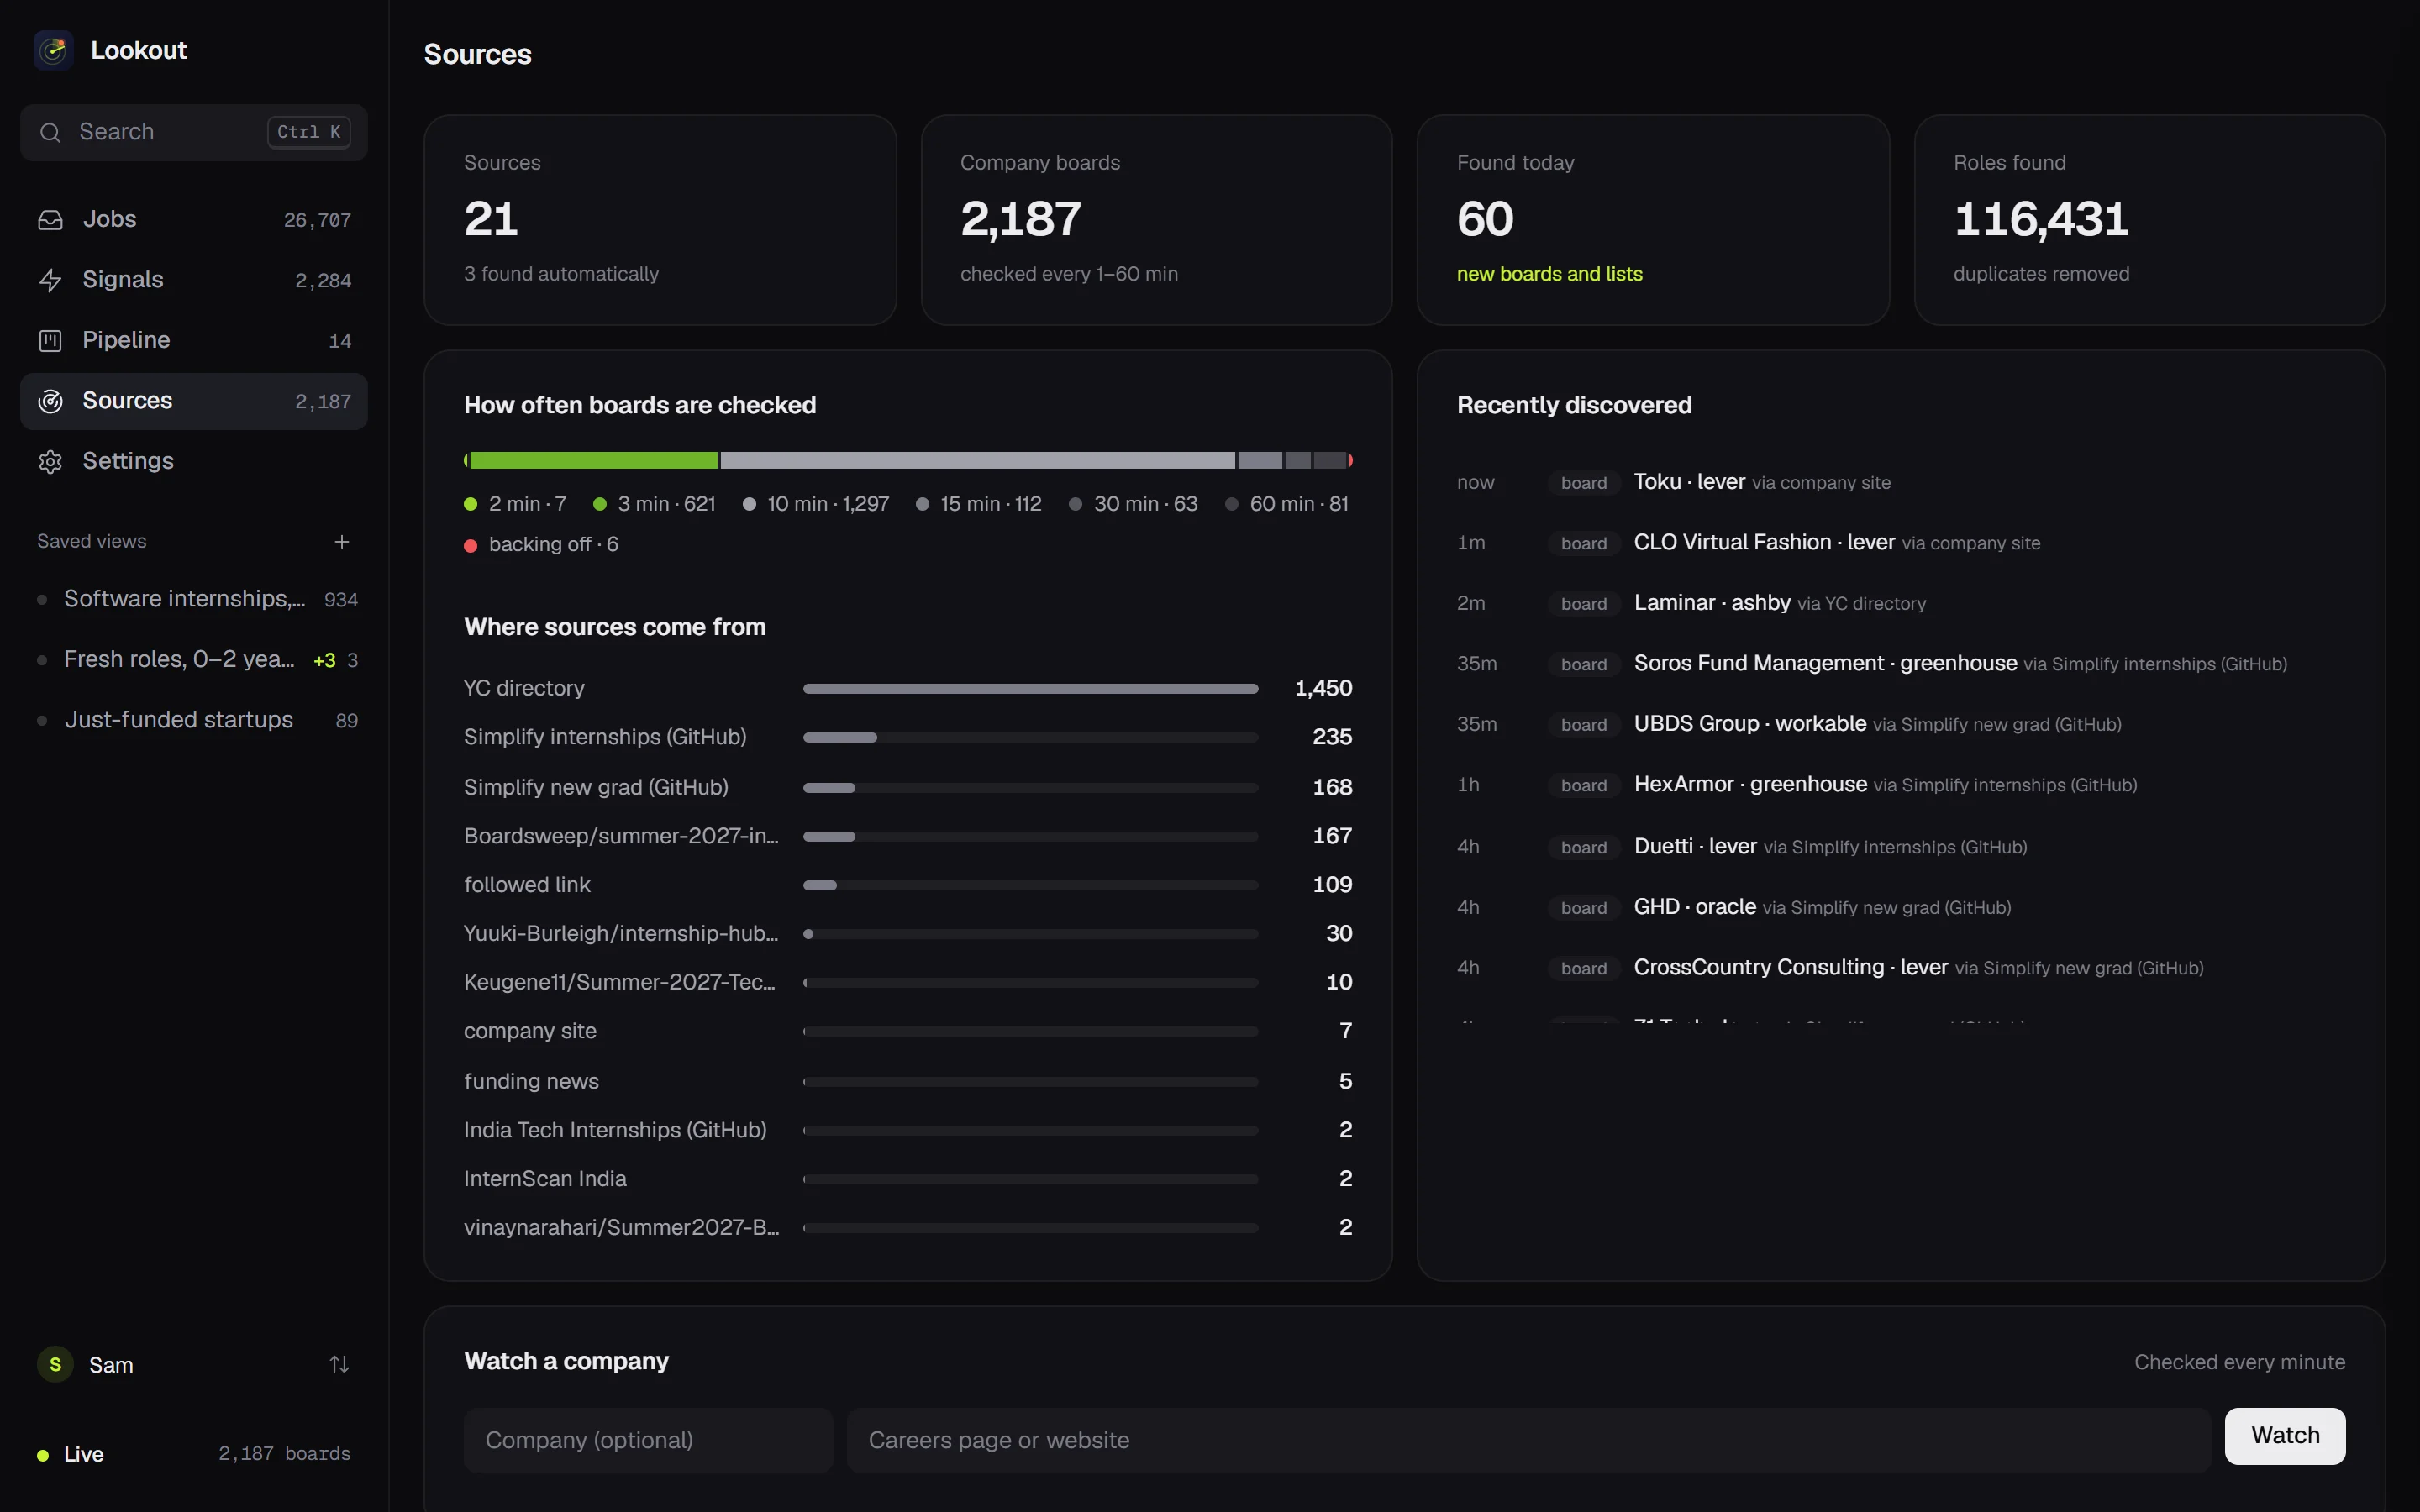 Lookout
Search Ctrl K
Jobs 26,707
Signals 2,284
Pipeline 14
Sources 2,187
Settings
Saved views
Software internships,... 934
Fresh roles, 0–2 yea... +3 3
Just-funded startups 89
S Sam
Live 2,187 boards
Sources
Sources
21
3 found automatically
Company boards
2,187
checked every 1–60 min
Found today
60
new boards and lists
Roles found
116,431
duplicates removed
How often boards are checked
2 min · 7 3 min · 621 10 min · 1,297 15 min · 112 30 min · 63 60 min · 81
backing off · 6
Where sources come from
YC directory 1,450
Simplify internships (GitHub) 235
Simplify new grad (GitHub) 168
Boardsweep/summer-2027-in... 167
followed link 109
Yuuki-Burleigh/internship-hub... 30
Keugene11/Summer-2027-Tec... 10
company site 7
funding news 5
India Tech Internships (GitHub) 2
InternScan India 2
vinaynarahari/Summer2027-B... 2
Recently discovered
now board Toku · lever via company site
1m board CLO Virtual Fashion · lever via company site
2m board Laminar · ashby via YC directory
35m board Soros Fund Management · greenhouse via Simplify internships (GitHub)
35m board UBDS Group · workable via Simplify new grad (GitHub)
1h board HexArmor · greenhouse via Simplify internships (GitHub)
4h board Duetti · lever via Simplify internships (GitHub)
4h board GHD · oracle via Simplify new grad (GitHub)
4h board CrossCountry Consulting · lever via Simplify new grad (GitHub)
Watch a company Checked every minute
Company (optional) Careers page or website Watch